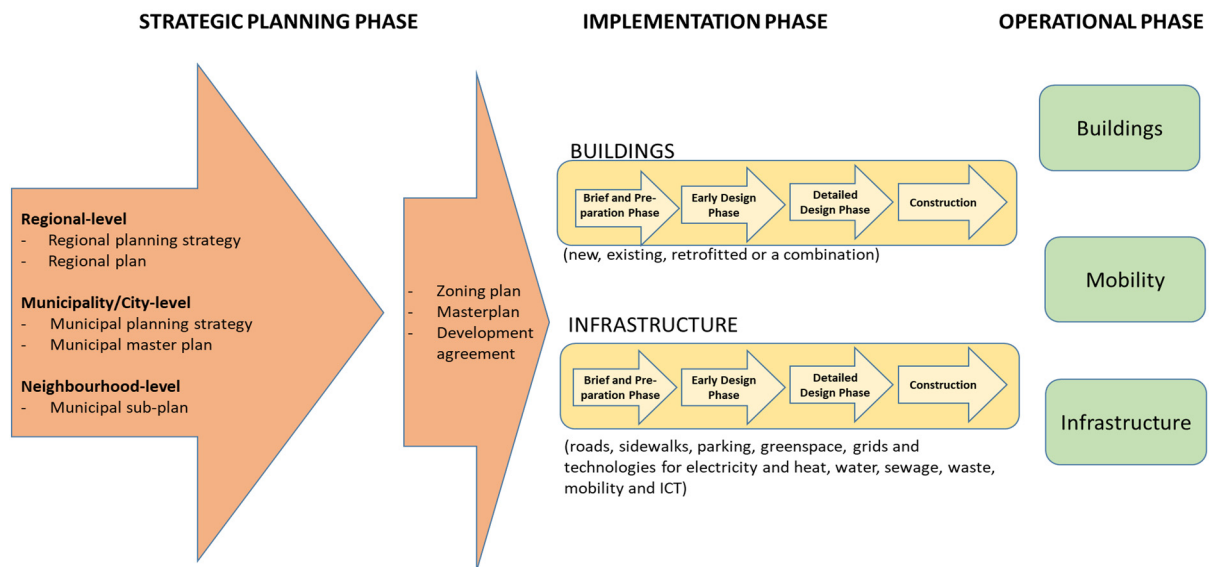 STRATEGIC PLANNING PHASE
IMPLEMENTATION PHASE
OPERATIONAL PHASE
Regional-level
- Regional planning strategy
- Regional plan
Municipality/City-level
- Municipal planning strategy
- Municipal master plan
Neighbourhood-level
- Municipal sub-plan
- Zoning plan
- Masterplan
- Development
agreement
BUILDINGS
Brief and Pre-
paration Phase
Early Design
Phase
Detailed
Design Phase
Construction
(new, existing, retrofitted or a combination)
INFRASTRUCTURE
Brief and Pre-
paration Phase
Early Design
Phase
Detailed
Design Phase
Construction
(roads, sidewalks, parking, greenspace, grids and
technologies for electricity and heat, water, sewage, waste,
mobility and ICT)
Buildings
Mobility
Infrastructure